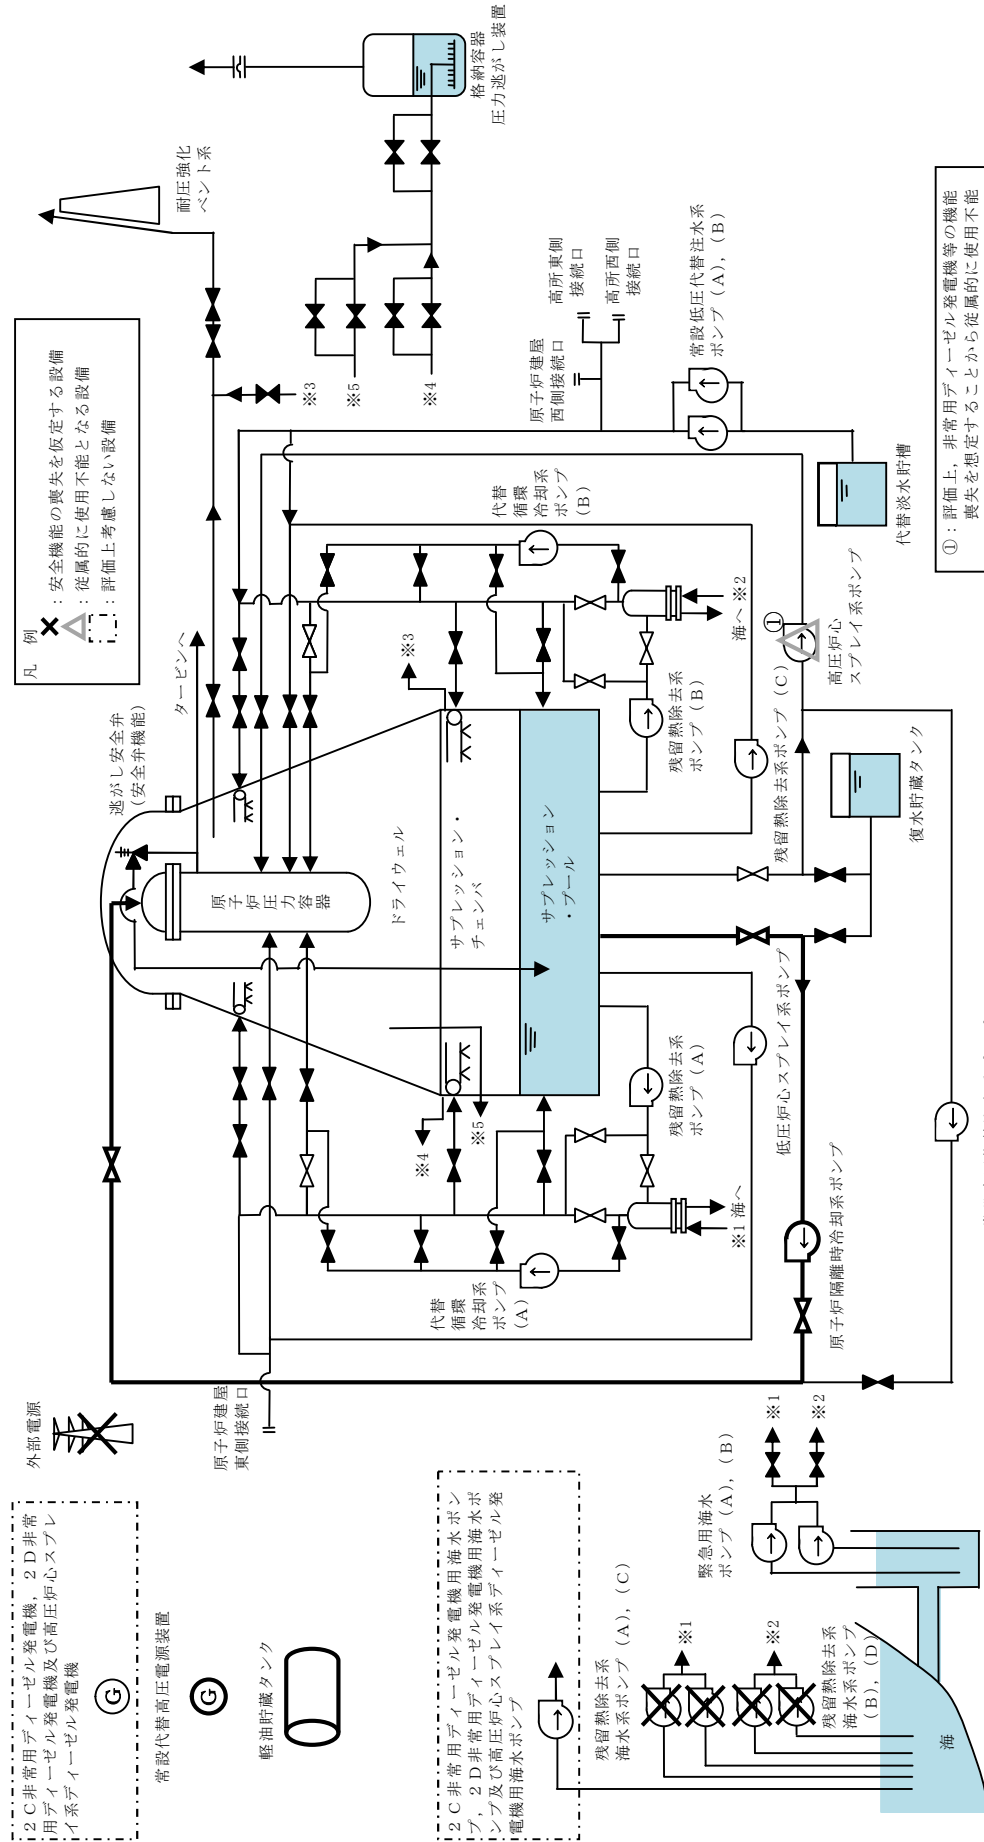 2C非常用ディーゼル発電機,2D非常
用ディーゼル発電機及び高圧炉心スプレ
イ系ディーゼル発電機
G
常設代替高圧電源装置
G
軽油貯蔵タンク
外部電源
2C非常用ディーゼル発電機用海水ポン
プ,2D非常用ディーゼル発電機用海水ポ
ンプ及び高圧炉心スプレイ系ディーゼル発
電機用海水ポンプ
残留熱除去系
海水系ポンプ(A),(C)
※1
※2
残留熱除去系
海水系ポンプ
(B),(D)
海
緊急用海水
ポンプ(A),(B)
※1
※2
原子炉建屋
東側接続口
代替
循環
冷却系
ポンプ
(A)
※4
※5
※1
海へ
残留熱除去系
ポンプ(A)
低圧炉心スプレイ系ポンプ
原子炉隔離時冷却系ポンプ
逃がし安全弁
(安全弁機能)
原子炉圧力容器
ドライウェル
サプレッション・
チェンバ
サプレッション
・プール
タービンへ
※3
残留熱除去系
ポンプ(B)
残留熱除去系ポンプ(C)
復水貯蔵タンク
高圧炉心
スプレイ系ポンプ
①
海へ
※2
代替
循環
冷却系
ポンプ
(B)
凡 例
:安全機能の喪失を仮定する設備
:従属的に使用不能となる設備
:評価上考慮しない設備
耐圧強化
ベント系
※3
※5
※4
格納容器
圧力逃がし装置
原子炉建屋
西側接続口
高所東側
接続口
高所西側
接続口
常設低圧代替注水系
ポンプ(A),(B)
代替淡水貯槽
①:評価上,非常用ディーゼル発電機等の機能
喪失を想定することから従属的に使用不能